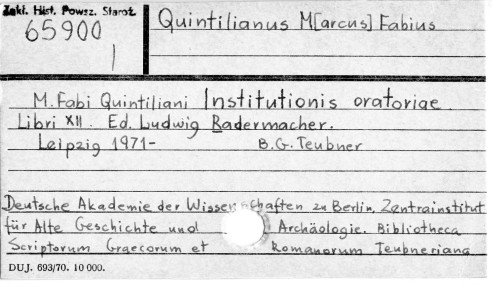 Zakł. Hist. Powsz. Staroż.
65900
I
Quintilianus M[arcus] Fabius
M. Fabi Quintiliani Institutionis oratoriae.
Libri XII. Ed. Ludwig Radermacher.
Leipzig 1971- B.G. Teubner
Deutsche Akademie der Wissenschaften zu Berlin, Zentrainstitut
für Alte Geschichte und Archäologie. Bibliotheca
Scriptorum Graecorum et Romanorum Teubneriana
DUJ. 693/70. 10 000.